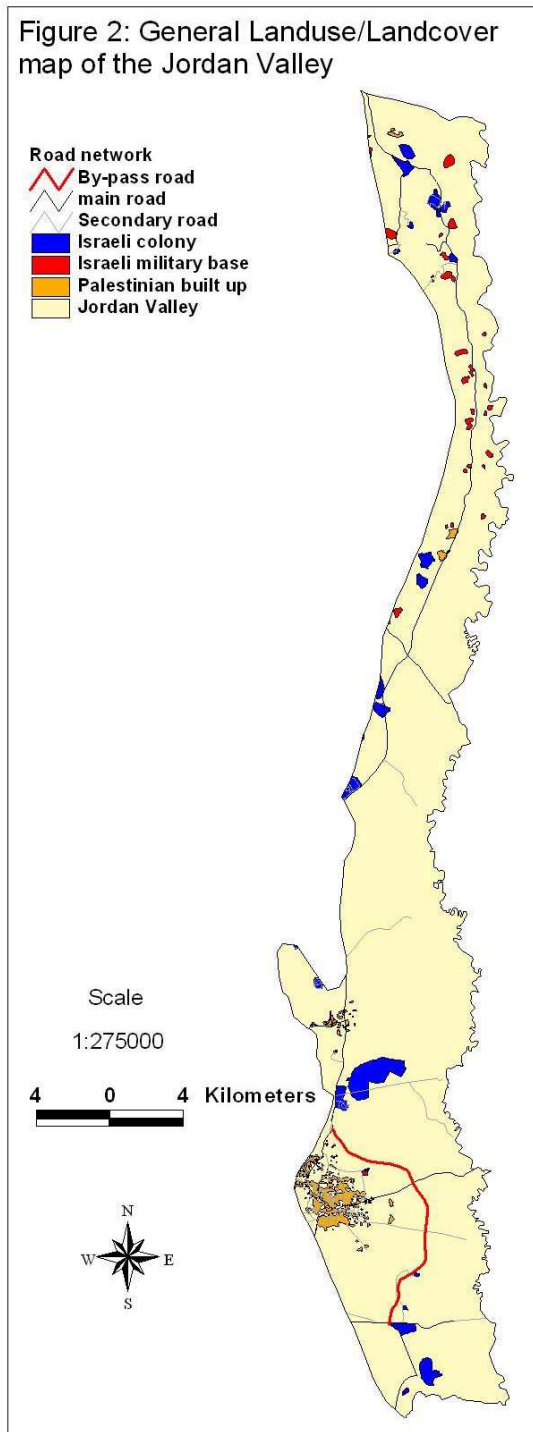 Figure 2: General Landuse/Landcover
map of the Jordan Valley
Road network
By-pass road
main road
Secondary road
Israeli colony
Israeli military base
Palestinian built up
Jordan Valley
Scale
1:275000
4 0 4 Kilometers
N
W E
S